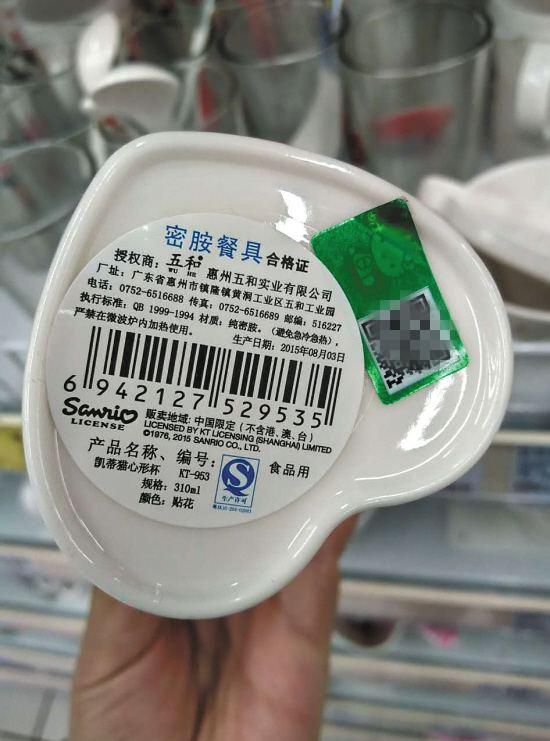 密胺餐具合格证
授权商：五和 惠州五和实业有限公司
WU HE
厂址：广东省惠州市镇隆镇黄洞工业区五和工业园
电话：0752-6516688 传真：0752-6516689 邮编：516227
执行标准：QB 1999-1994 材质：纯密胺。（避免急冷急热），
严禁在微波炉内加热使用。 生产日期：2015年08月03日
6 942127 529535
Sanrio
LICENSE
贩卖地域：中国限定（不含港、澳、台）
LICENSED BY KT LICENSING (SHANGHAI) LIMITED
©1976, 2015 SANRIO CO., LTD.
产品名称、编号：
凯蒂猫心形杯 KT-953
规格：310ml
颜色：贴花
生产许可
食品用